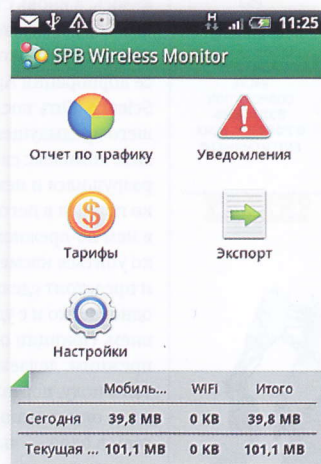 H 11:25
SPB Wireless Monitor
Отчет по трафику Уведомления
Тарифы Экспорт
Настройки
Мобиль... WiFi Итого
Сегодня 39,8 MB 0 KB 39,8 MB
Текущая ... 101,1 MB 0 KB 101,1 MB